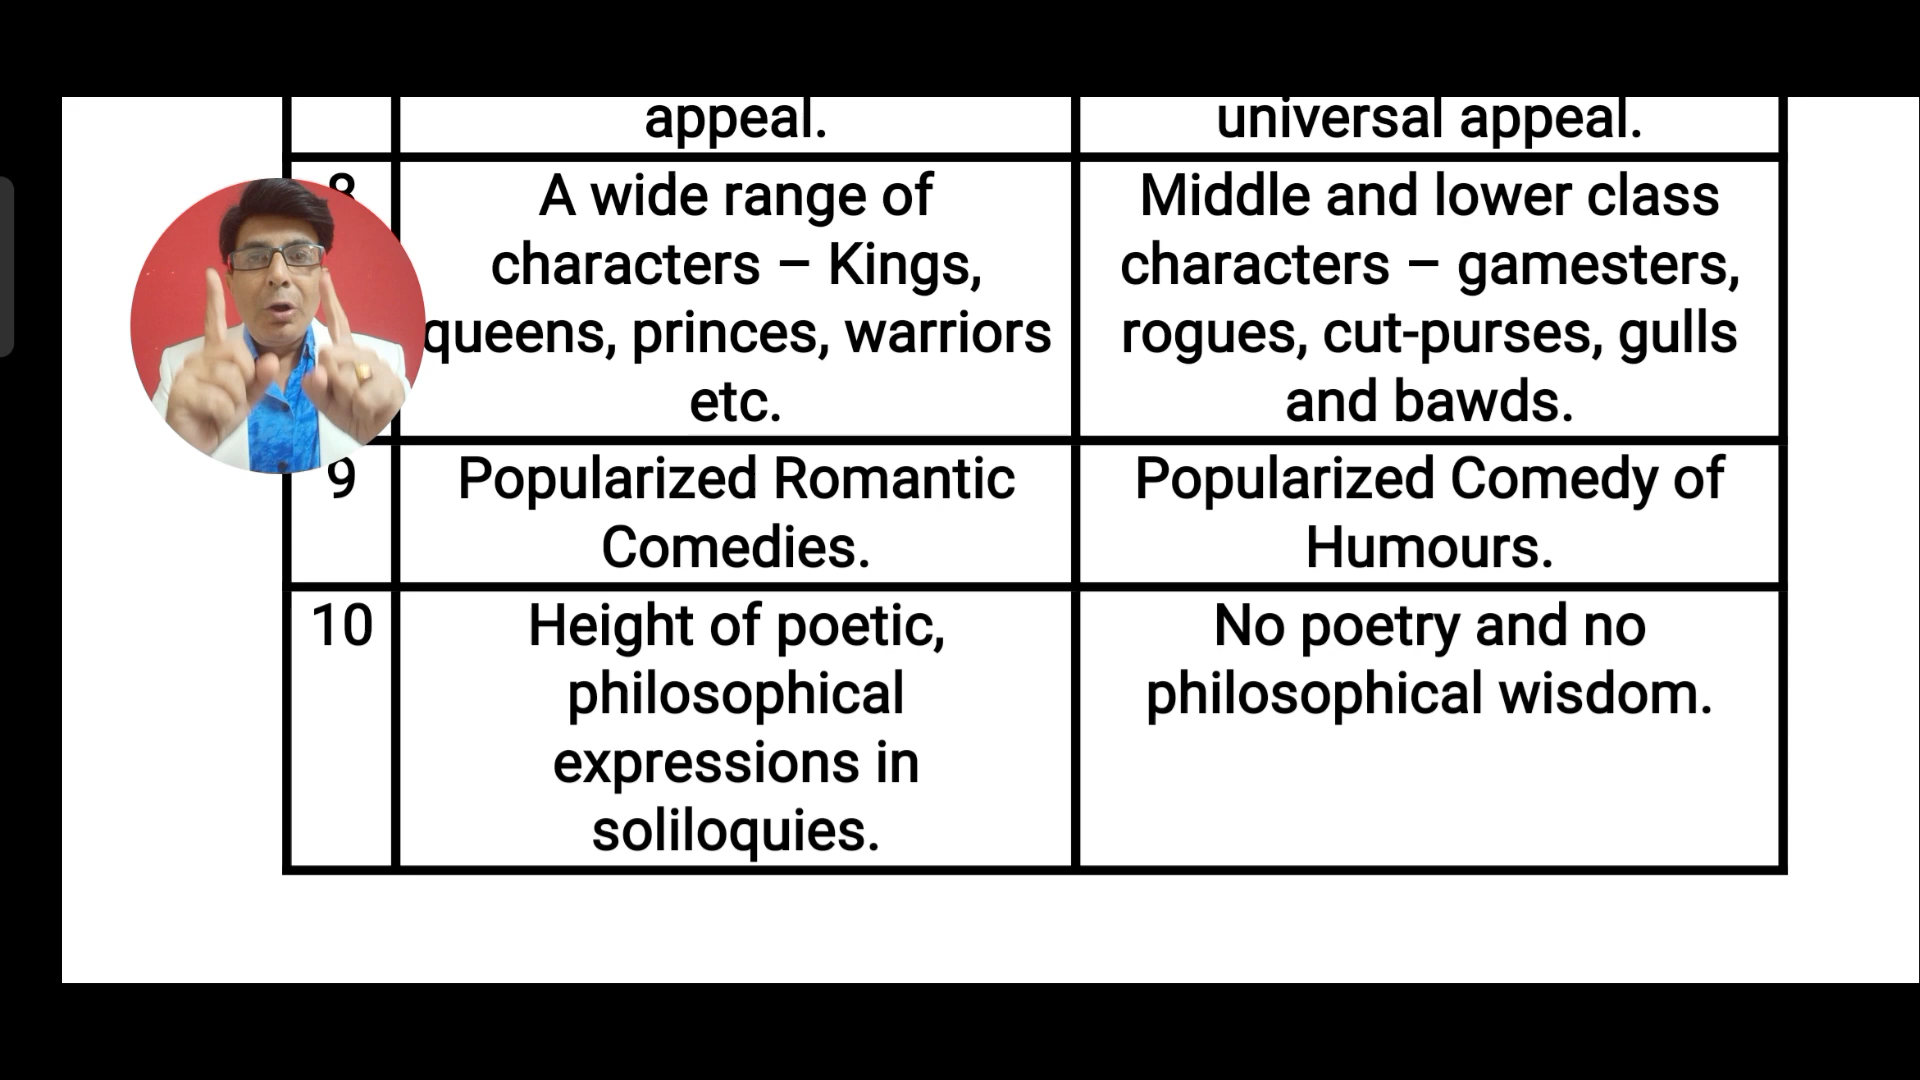 appeal.
universal appeal.
8
A wide range of
characters – Kings,
queens, princes, warriors
etc.
Middle and lower class
characters – gamesters,
rogues, cut-purses, gulls
and bawds.
9
Popularized Romantic
Comedies.
Popularized Comedy of
Humours.
10
Height of poetic,
philosophical
expressions in
soliloquies.
No poetry and no
philosophical wisdom.